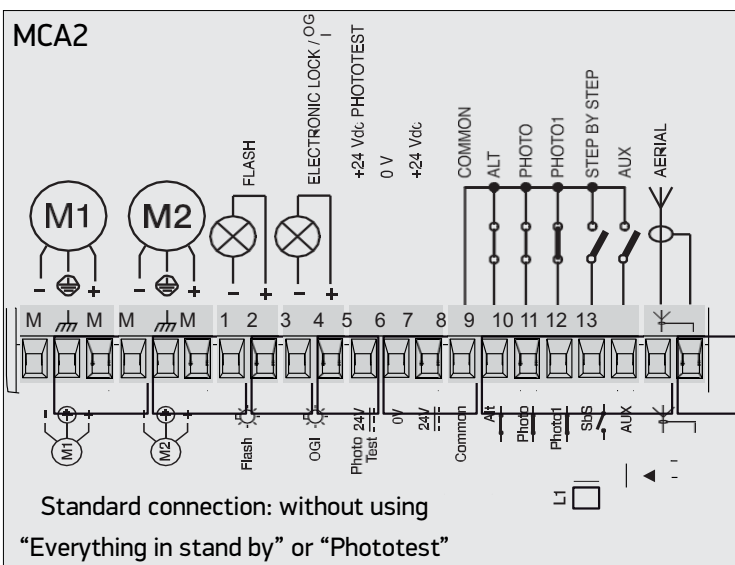 MCA2
FLASH
ELECTRONIC LOCK / OGI
+24 Vdc PHOTOTEST
0 V
+24 Vdc
COMMON
ALT
PHOTO
PHOTO1
STEP BY STEP
AUX
AERIAL
M1
M2
- + - + - + - +
M M M M 1 2 3 4 5 6 7 8 9 10 11 12 13
- + + - + +
M1
M2
Flash
OGI
Photo 24V
Test
0V
24V
Common
Alt
Photo
Photo1
SbS
AUX
L1
Standard connection: without using
“Everything in stand by” or “Phototest”